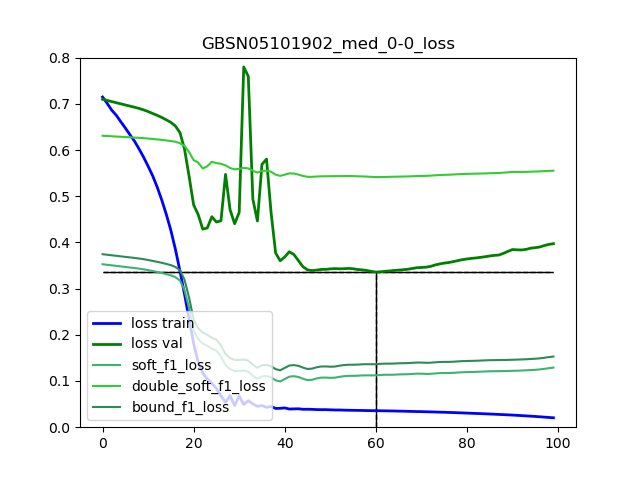 GBSN05101902_med_0-0_loss
0.8
0.7
0.6
0.5
0.4
0.3
0.2
0.1
0.0
loss train
loss val
soft_f1_loss
double_soft_f1_loss
bound_f1_loss
0 20 40 60 80 100